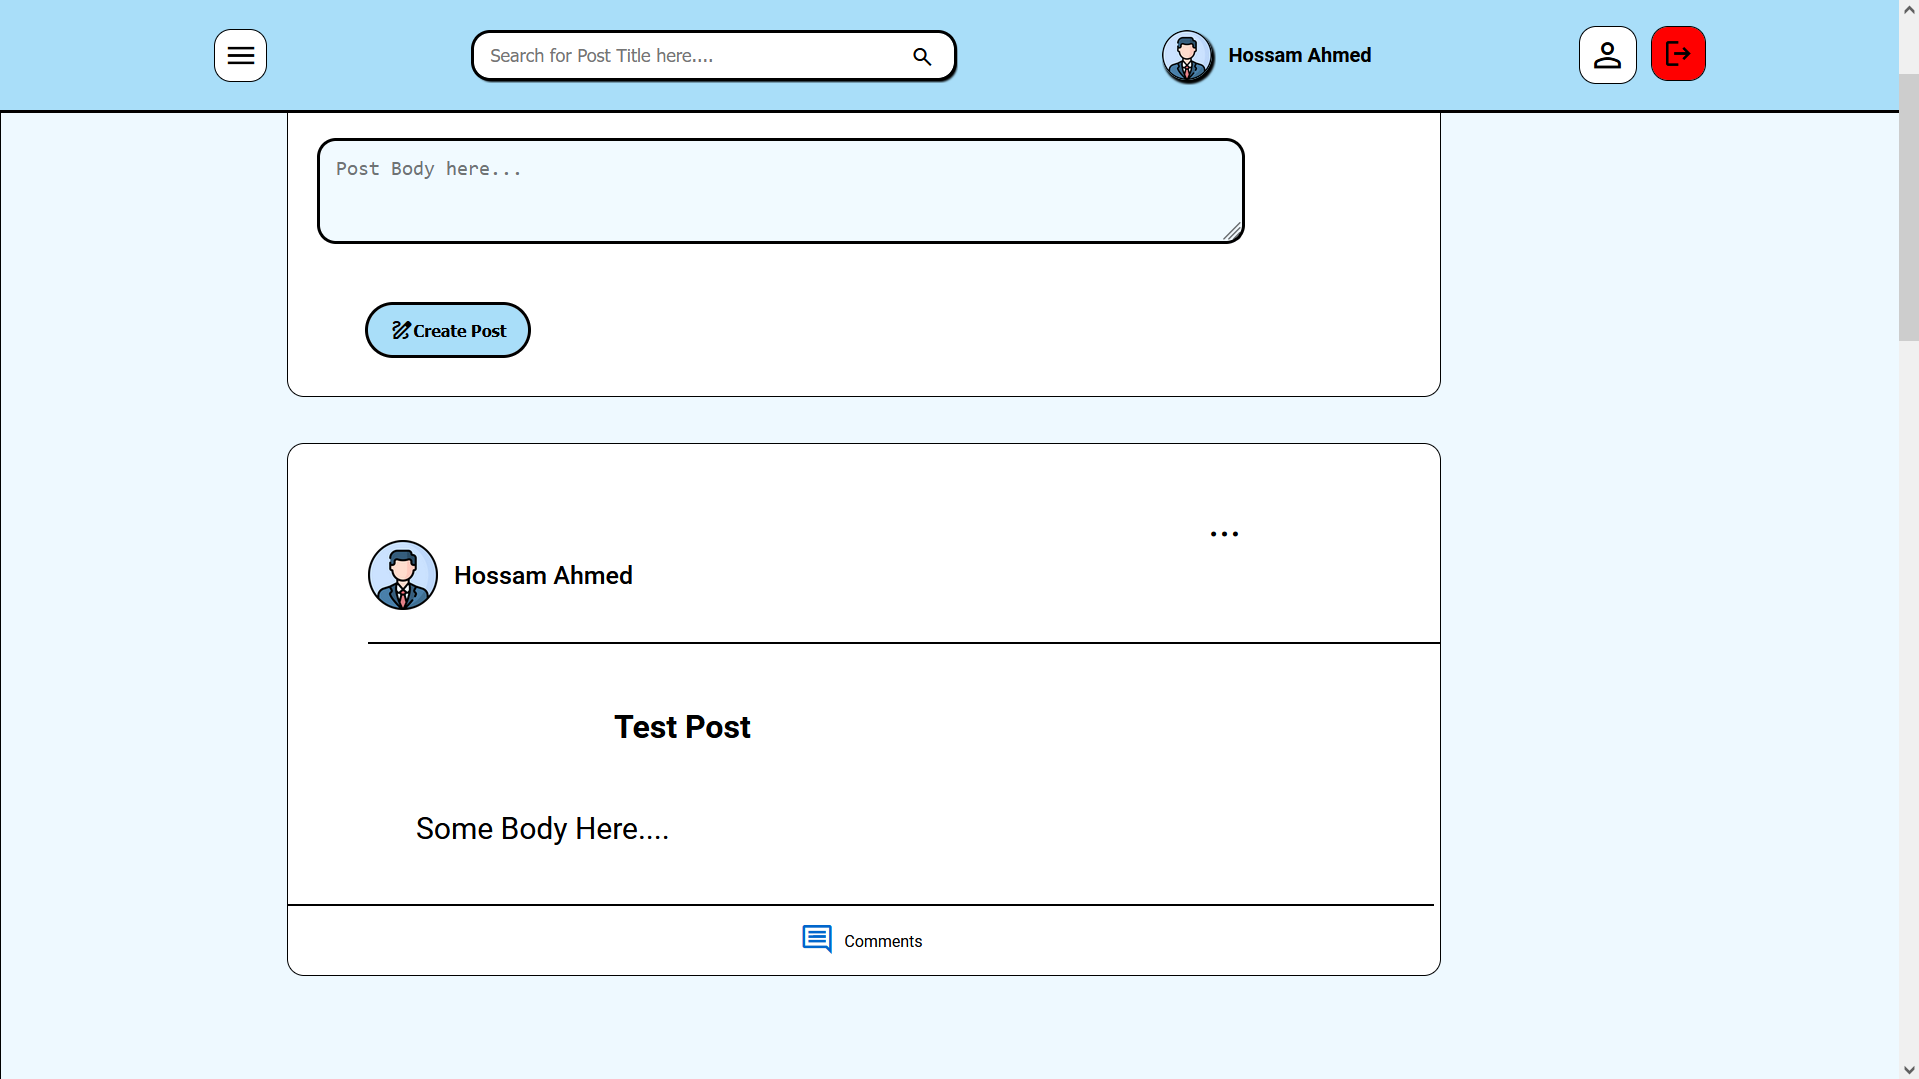 Search for Post Title here....
Hossam Ahmed
Post Body here...
Create Post
...
Hossam Ahmed
Test Post
Some Body Here....
Comments